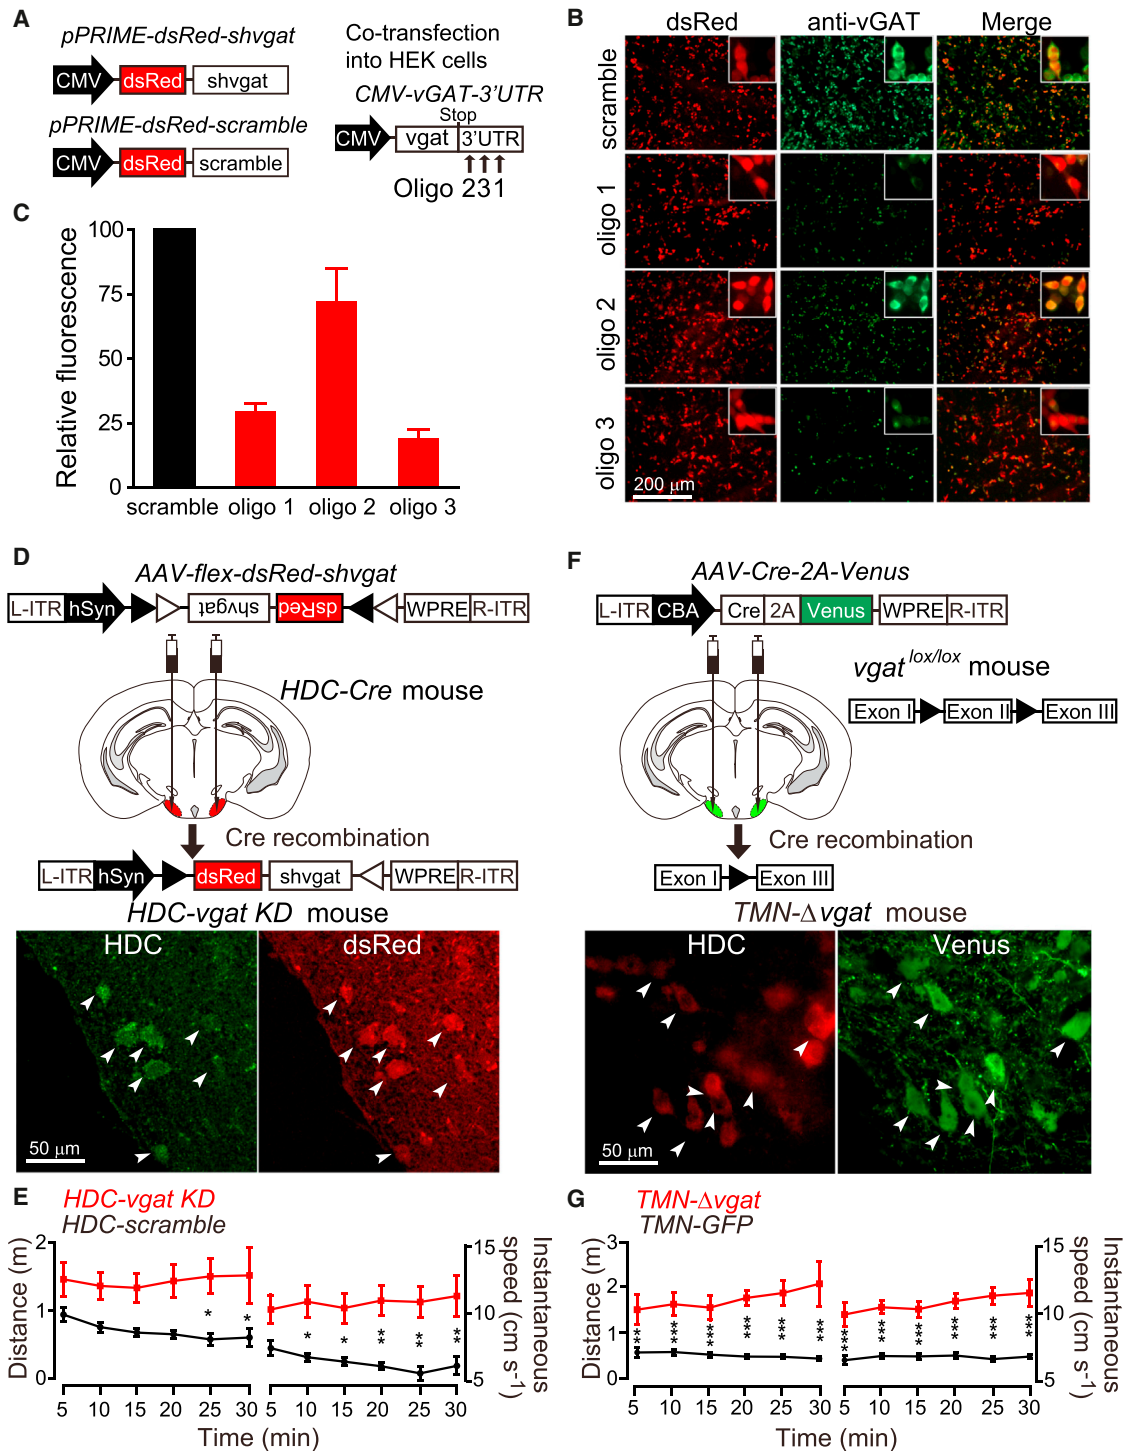 A
pPRIME-dsRed-shvgat
CMV dsRed shvgat
pPRIME-dsRed-scramble
CMV dsRed scramble
Co-transfection
into HEK cells
CMV-vGAT-3'UTR
Stop
CMV vgat 3'UTR
Oligo 231
B
dsRed anti-vGAT Merge
scramble
oligo 1
oligo 2
oligo 3
200 μm
C
Relative fluorescence
100
75
50
25
0
scramble oligo 1 oligo 2 oligo 3
D
AAV-flex-dsRed-shvgat
L-ITR hSyn shvgat dsRed WPRE R-ITR
HDC-Cre mouse
Cre recombination
L-ITR hSyn dsRed shvgat WPRE R-ITR
HDC-vgat KD mouse
HDC dsRed
50 μm
E
HDC-vgat KD
HDC-scramble
Distance (m)
2
1
0
* *
* * ** ** **
15
10
5
Instantaneous
speed (cm s⁻¹)
5 10 15 20 25 30 5 10 15 20 25 30
Time (min)
F
AAV-Cre-2A-Venus
L-ITR CBA Cre 2A Venus WPRE R-ITR
vgat lox/lox mouse
Exon I Exon II Exon III
Cre recombination
Exon I Exon III
TMN-Δvgat mouse
HDC Venus
50 μm
G
TMN-Δvgat
TMN-GFP
Distance (m)
3
2
1
0
*** *** *** *** *** ***
*** *** *** *** *** ***
15
10
5
Instantaneous
speed (cm s⁻¹)
5 10 15 20 25 30 5 10 15 20 25 30
Time (min)